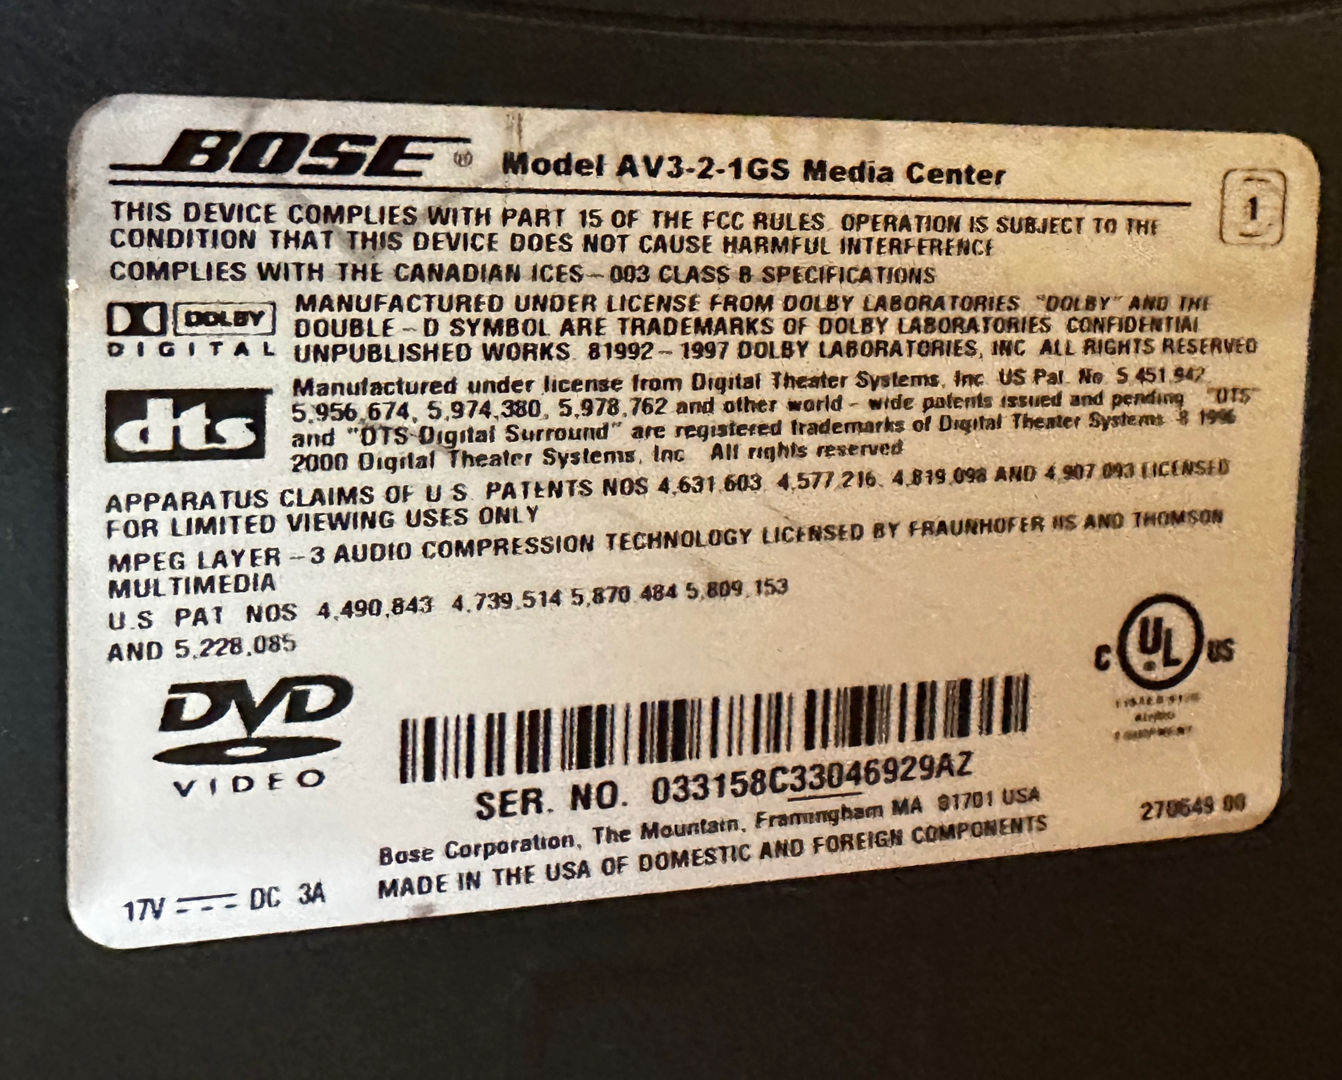 BOSE® Model AV3-2-1GS Media Center
1
THIS DEVICE COMPLIES WITH PART 15 OF THE FCC RULES. OPERATION IS SUBJECT TO THE
CONDITION THAT THIS DEVICE DOES NOT CAUSE HARMFUL INTERFERENCE
COMPLIES WITH THE CANADIAN ICES-003 CLASS B SPECIFICATIONS
DOLBY
DIGITAL
MANUFACTURED UNDER LICENSE FROM DOLBY LABORATORIES "DOLBY" AND THE
DOUBLE-D SYMBOL ARE TRADEMARKS OF DOLBY LABORATORIES CONFIDENTIAL
UNPUBLISHED WORKS. 81992-1997 DOLBY LABORATORIES, INC ALL RIGHTS RESERVED
dts
Manufactured under license from Digital Theater Systems, Inc US Pat. No 5 451 942
5,956,674, 5,974,380, 5,978,762 and other world-wide patents issued and pending "DTS"
and "DTS Digital Surround" are registered trademarks of Digital Theater Systems 8 1996
2000 Digital Theater Systems, Inc All rights reserved
APPARATUS CLAIMS OF U S PATENTS NOS 4,631,603 4,577,216, 4,819,098 AND 4,907,093 LICENSED
FOR LIMITED VIEWING USES ONLY
MPEG LAYER-3 AUDIO COMPRESSION TECHNOLOGY LICENSED BY FRAUNHOFER IIS AND THOMSON
MULTIMEDIA
U.S PAT NOS 4,490,843 4,739,514 5,870 484 5,809,153
AND 5,228,085
DVD
VIDEO
C UL US
AUDIO
EQUIPMENT
SER. NO. 033158C33046929AZ
Bose Corporation, The Mountain, Framingham MA 01701 USA
270649 00
MADE IN THE USA OF DOMESTIC AND FOREIGN COMPONENTS
17V DC 3A